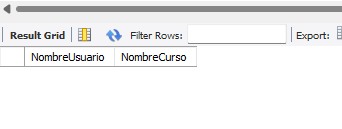 Result Grid Filter Rows: Export:
NombreUsuario NombreCurso